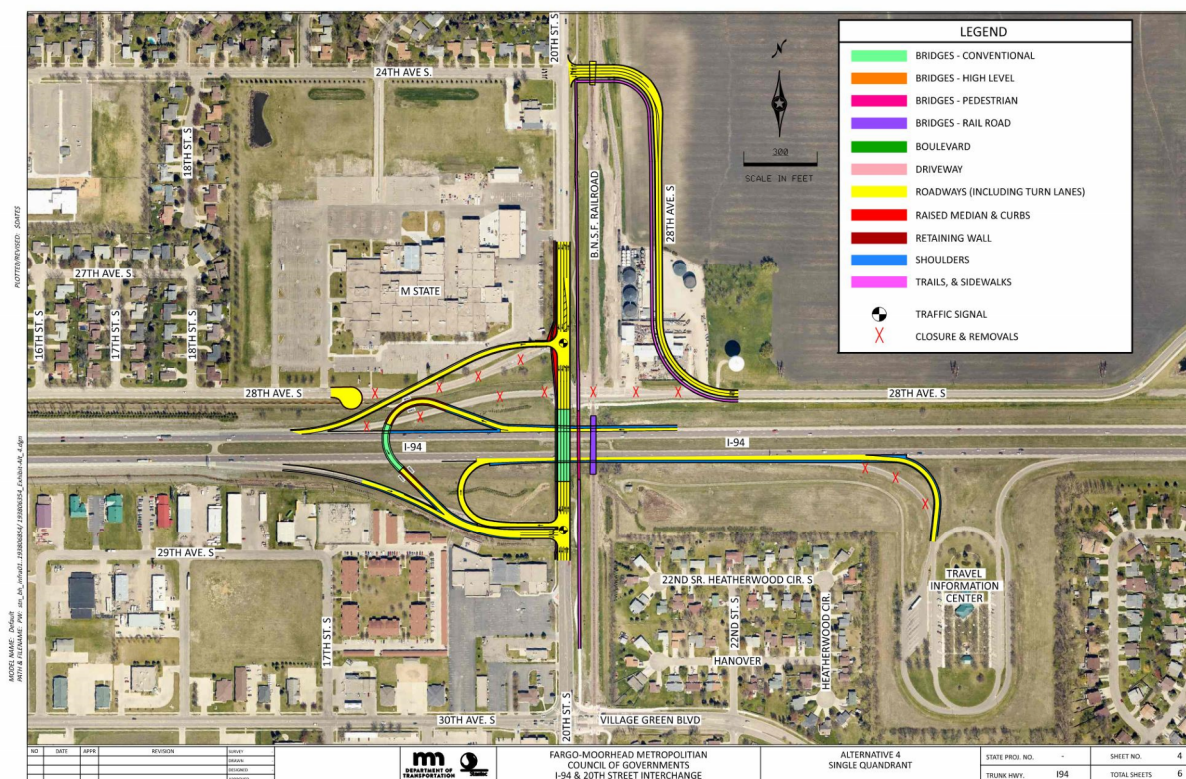 20TH ST. S
24TH AVE S.
18TH ST. S
B.N.S.F. RAILROAD
28TH AVE. S
27TH AVE. S.
M STATE
16TH ST. S
17TH ST. S
18TH ST. S
28TH AVE. S
28TH AVE. S
I-94
I-94
29TH AVE. S
17TH ST. S
22ND SR. HEATHERWOOD CIR. S
22ND ST. S
HANOVER
HEATHERWOOD CIR.
TRAVEL
INFORMATION
CENTER
30TH AVE. S
20TH ST. S
VILLAGE GREEN BLVD
N
300
SCALE IN FEET
LEGEND
BRIDGES - CONVENTIONAL
BRIDGES - HIGH LEVEL
BRIDGES - PEDESTRIAN
BRIDGES - RAIL ROAD
BOULEVARD
DRIVEWAY
ROADWAYS (INCLUDING TURN LANES)
RAISED MEDIAN & CURBS
RETAINING WALL
SHOULDERS
TRAILS, & SIDEWALKS
TRAFFIC SIGNAL
CLOSURE & REMOVALS
PLOTTED/REVISED: SDATES
MODEL NAME: Default
NO DATE APPR REVISION
SURVEY
DRAWN
DESIGNED
DEPARTMENT OF
TRANSPORTATION
Stantec
FARGO-MOORHEAD METROPOLITAN
COUNCIL OF GOVERNMENTS
I-94 & 20TH STREET INTERCHANGE
ALTERNATIVE 4
SINGLE QUANDRANT
STATE PROJ. NO. -
TRUNK HWY. I94
SHEET NO. 4
TOTAL SHEETS 6